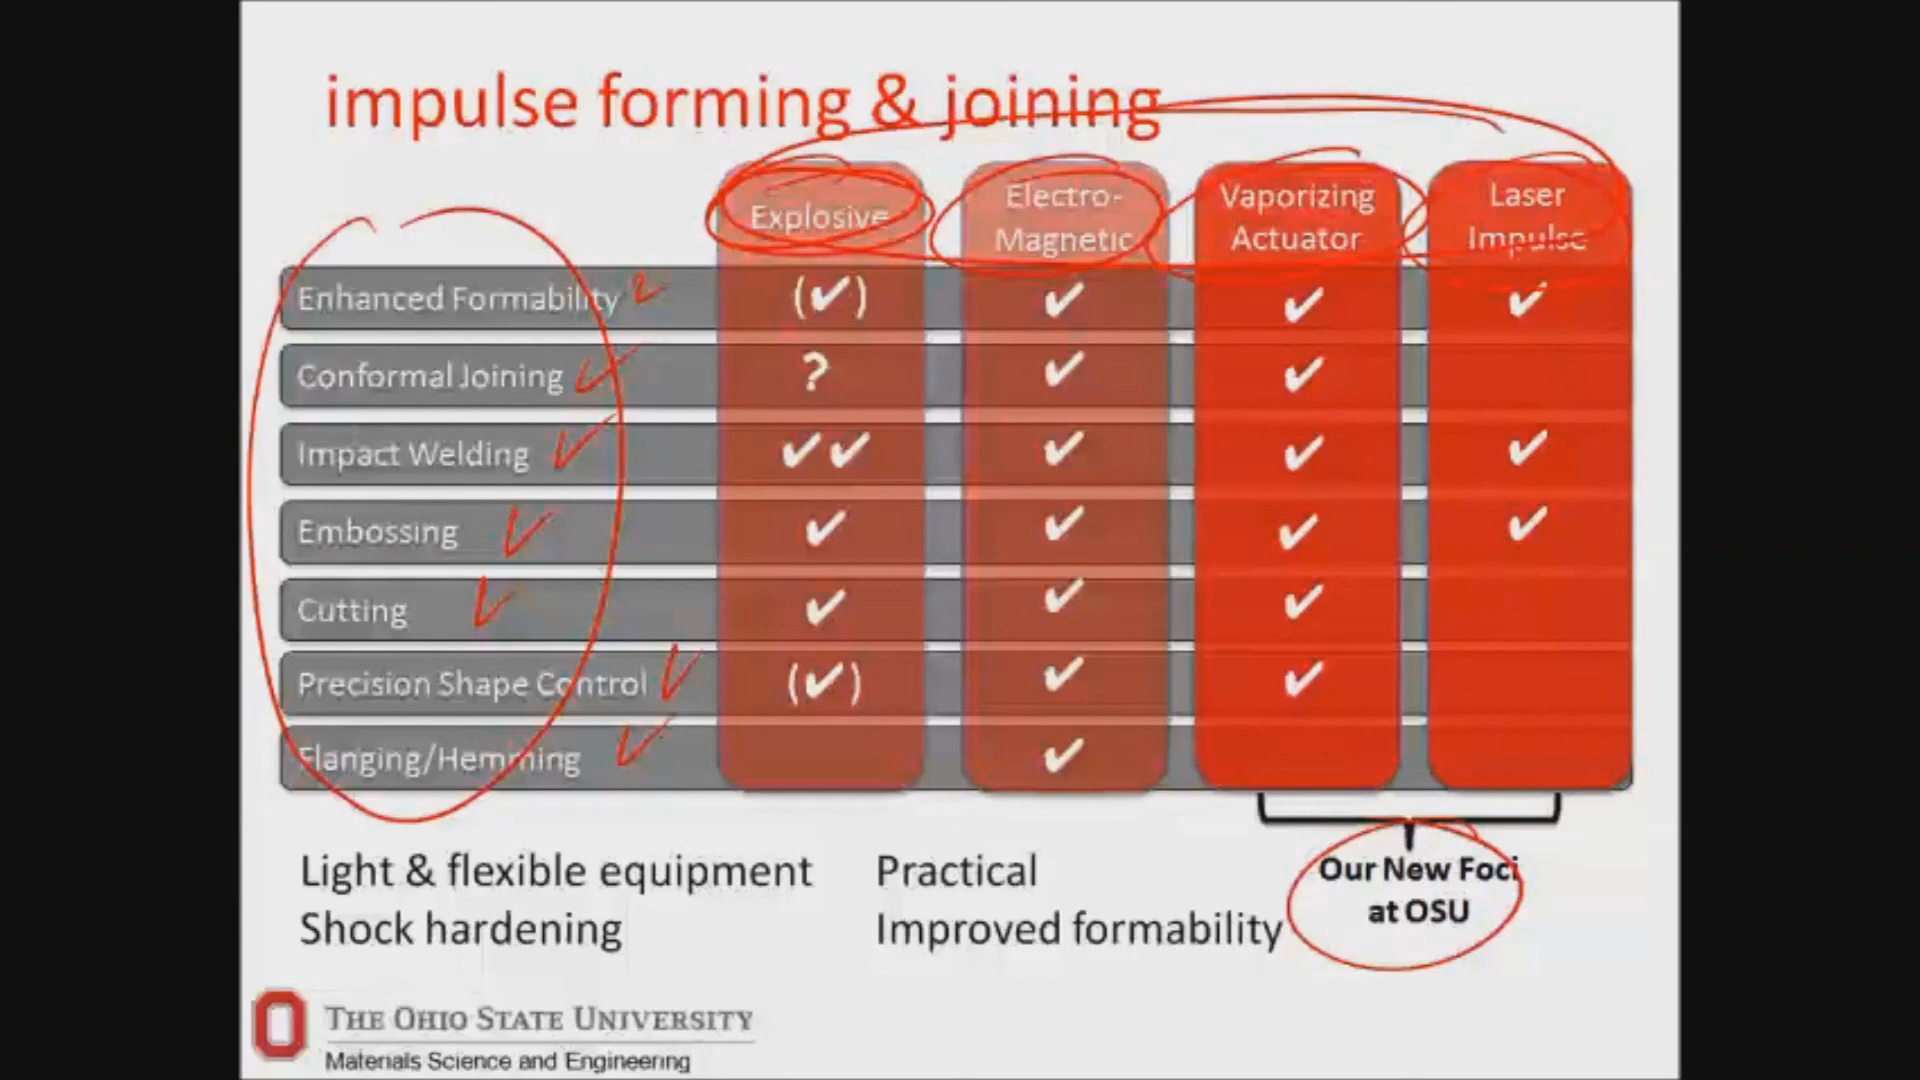 impulse forming & joining
Explosive
Electro-
Magnetic
Vaporizing
Actuator
Laser
Impulse
Enhanced Formability (✔) ✔ ✔ ✔
Conformal Joining ? ✔ ✔
Impact Welding ✔✔ ✔ ✔ ✔
Embossing ✔ ✔ ✔ ✔
Cutting ✔ ✔ ✔
Precision Shape Control (✔) ✔ ✔
Flanging/Hemming ✔
Light & flexible equipment
Shock hardening
Practical
Improved formability
Our New Foci
at OSU
THE OHIO STATE UNIVERSITY
Materials Science and Engineering